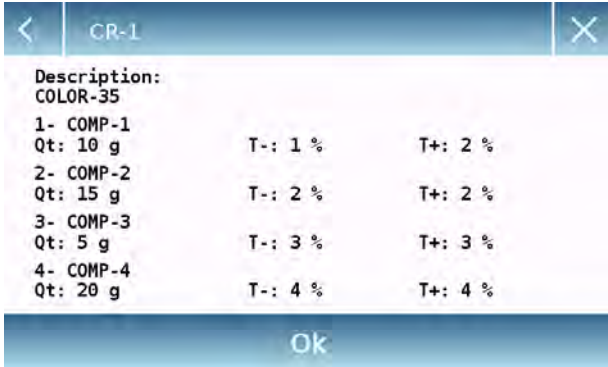 CR-1
Description:
COLOR-35
1- COMP-1
Qt: 10 g T-: 1 % T+: 2 %
2- COMP-2
Qt: 15 g T-: 2 % T+: 2 %
3- COMP-3
Qt: 5 g T-: 3 % T+: 3 %
4- COMP-4
Qt: 20 g T-: 4 % T+: 4 %
Ok